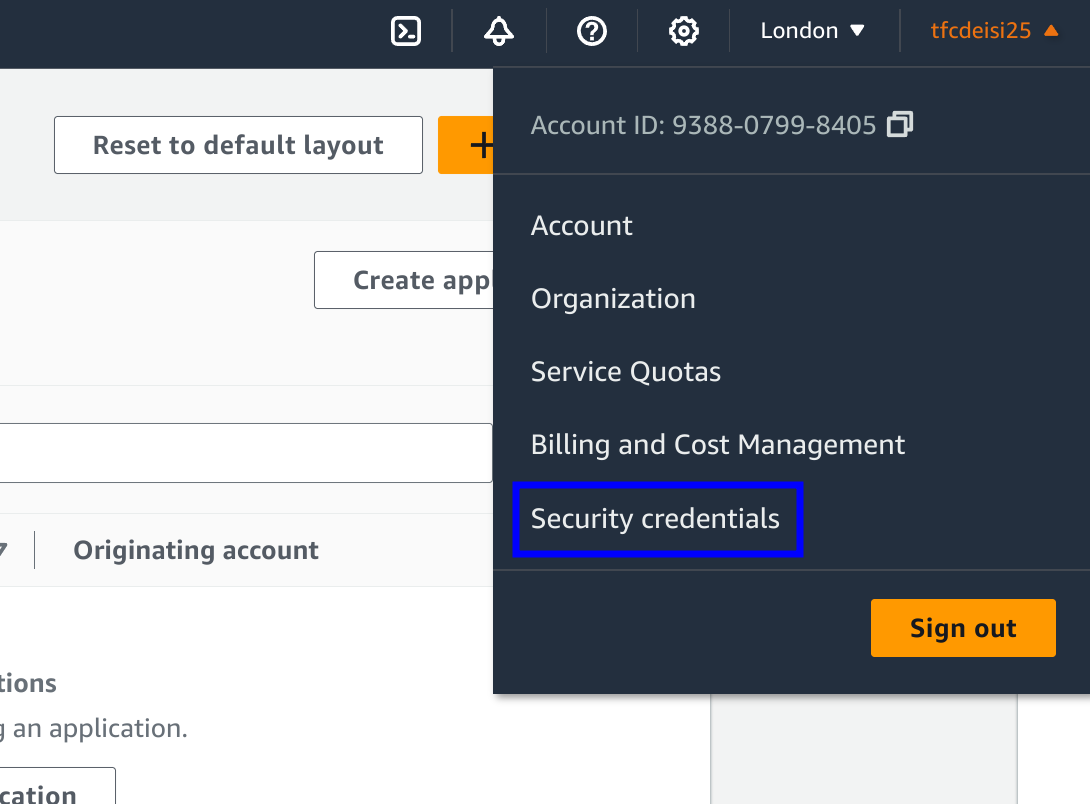 London
tfcdeisi25
Account ID: 9388-0799-8405
Reset to default layout
Account
Create appl
Organization
Service Quotas
Billing and Cost Management
Security credentials
Originating account
Sign out
tions
g an application.
cation